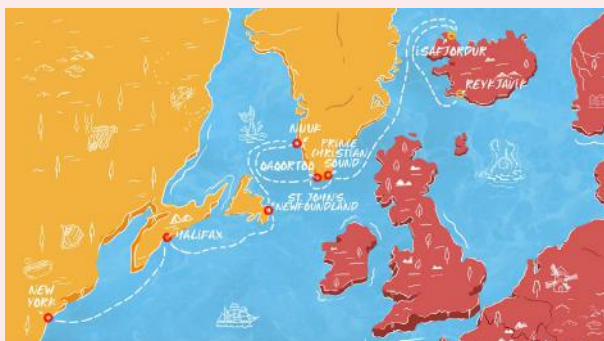 ISAFJORDUR
REYKJAVIK
NUUK
PRINCE
CHRISTIAN
SOUND
QAQORTOQ
ST. JOHN'S
NEWFOUNDLAND
HALIFAX
NEW
YORK